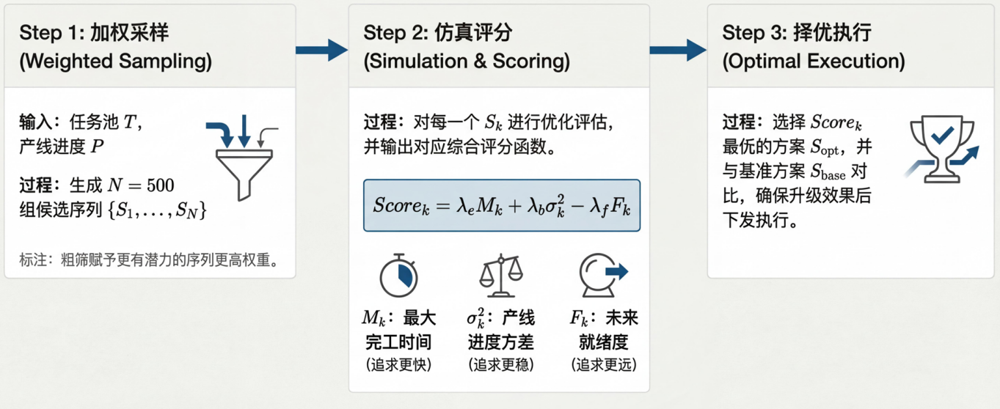 Step 1: 加权采样
(Weighted Sampling)
输入：任务池 T，
产线进度 P
过程：生成 N = 500
组候选序列 {S₁, . . . , S_N}
标注：粗筛赋予更有潜力的序列更高权重。
Step 2: 仿真评分
(Simulation & Scoring)
过程：对每一个 S_k 进行优化评估，
并输出对应综合评分函数。
Score_k = λ_e M_k + λ_b σ_k² − λ_f F_k
M_k：最大
完工时间
(追求更快)
σ_k²：产线
进度方差
(追求更稳)
F_k：未来
就绪度
(追求更远)
Step 3: 择优执行
(Optimal Execution)
过程：选择 Score_k
最优的方案 S_opt，并
与基准方案 S_base 对
比，确保升级效果后
下发执行。